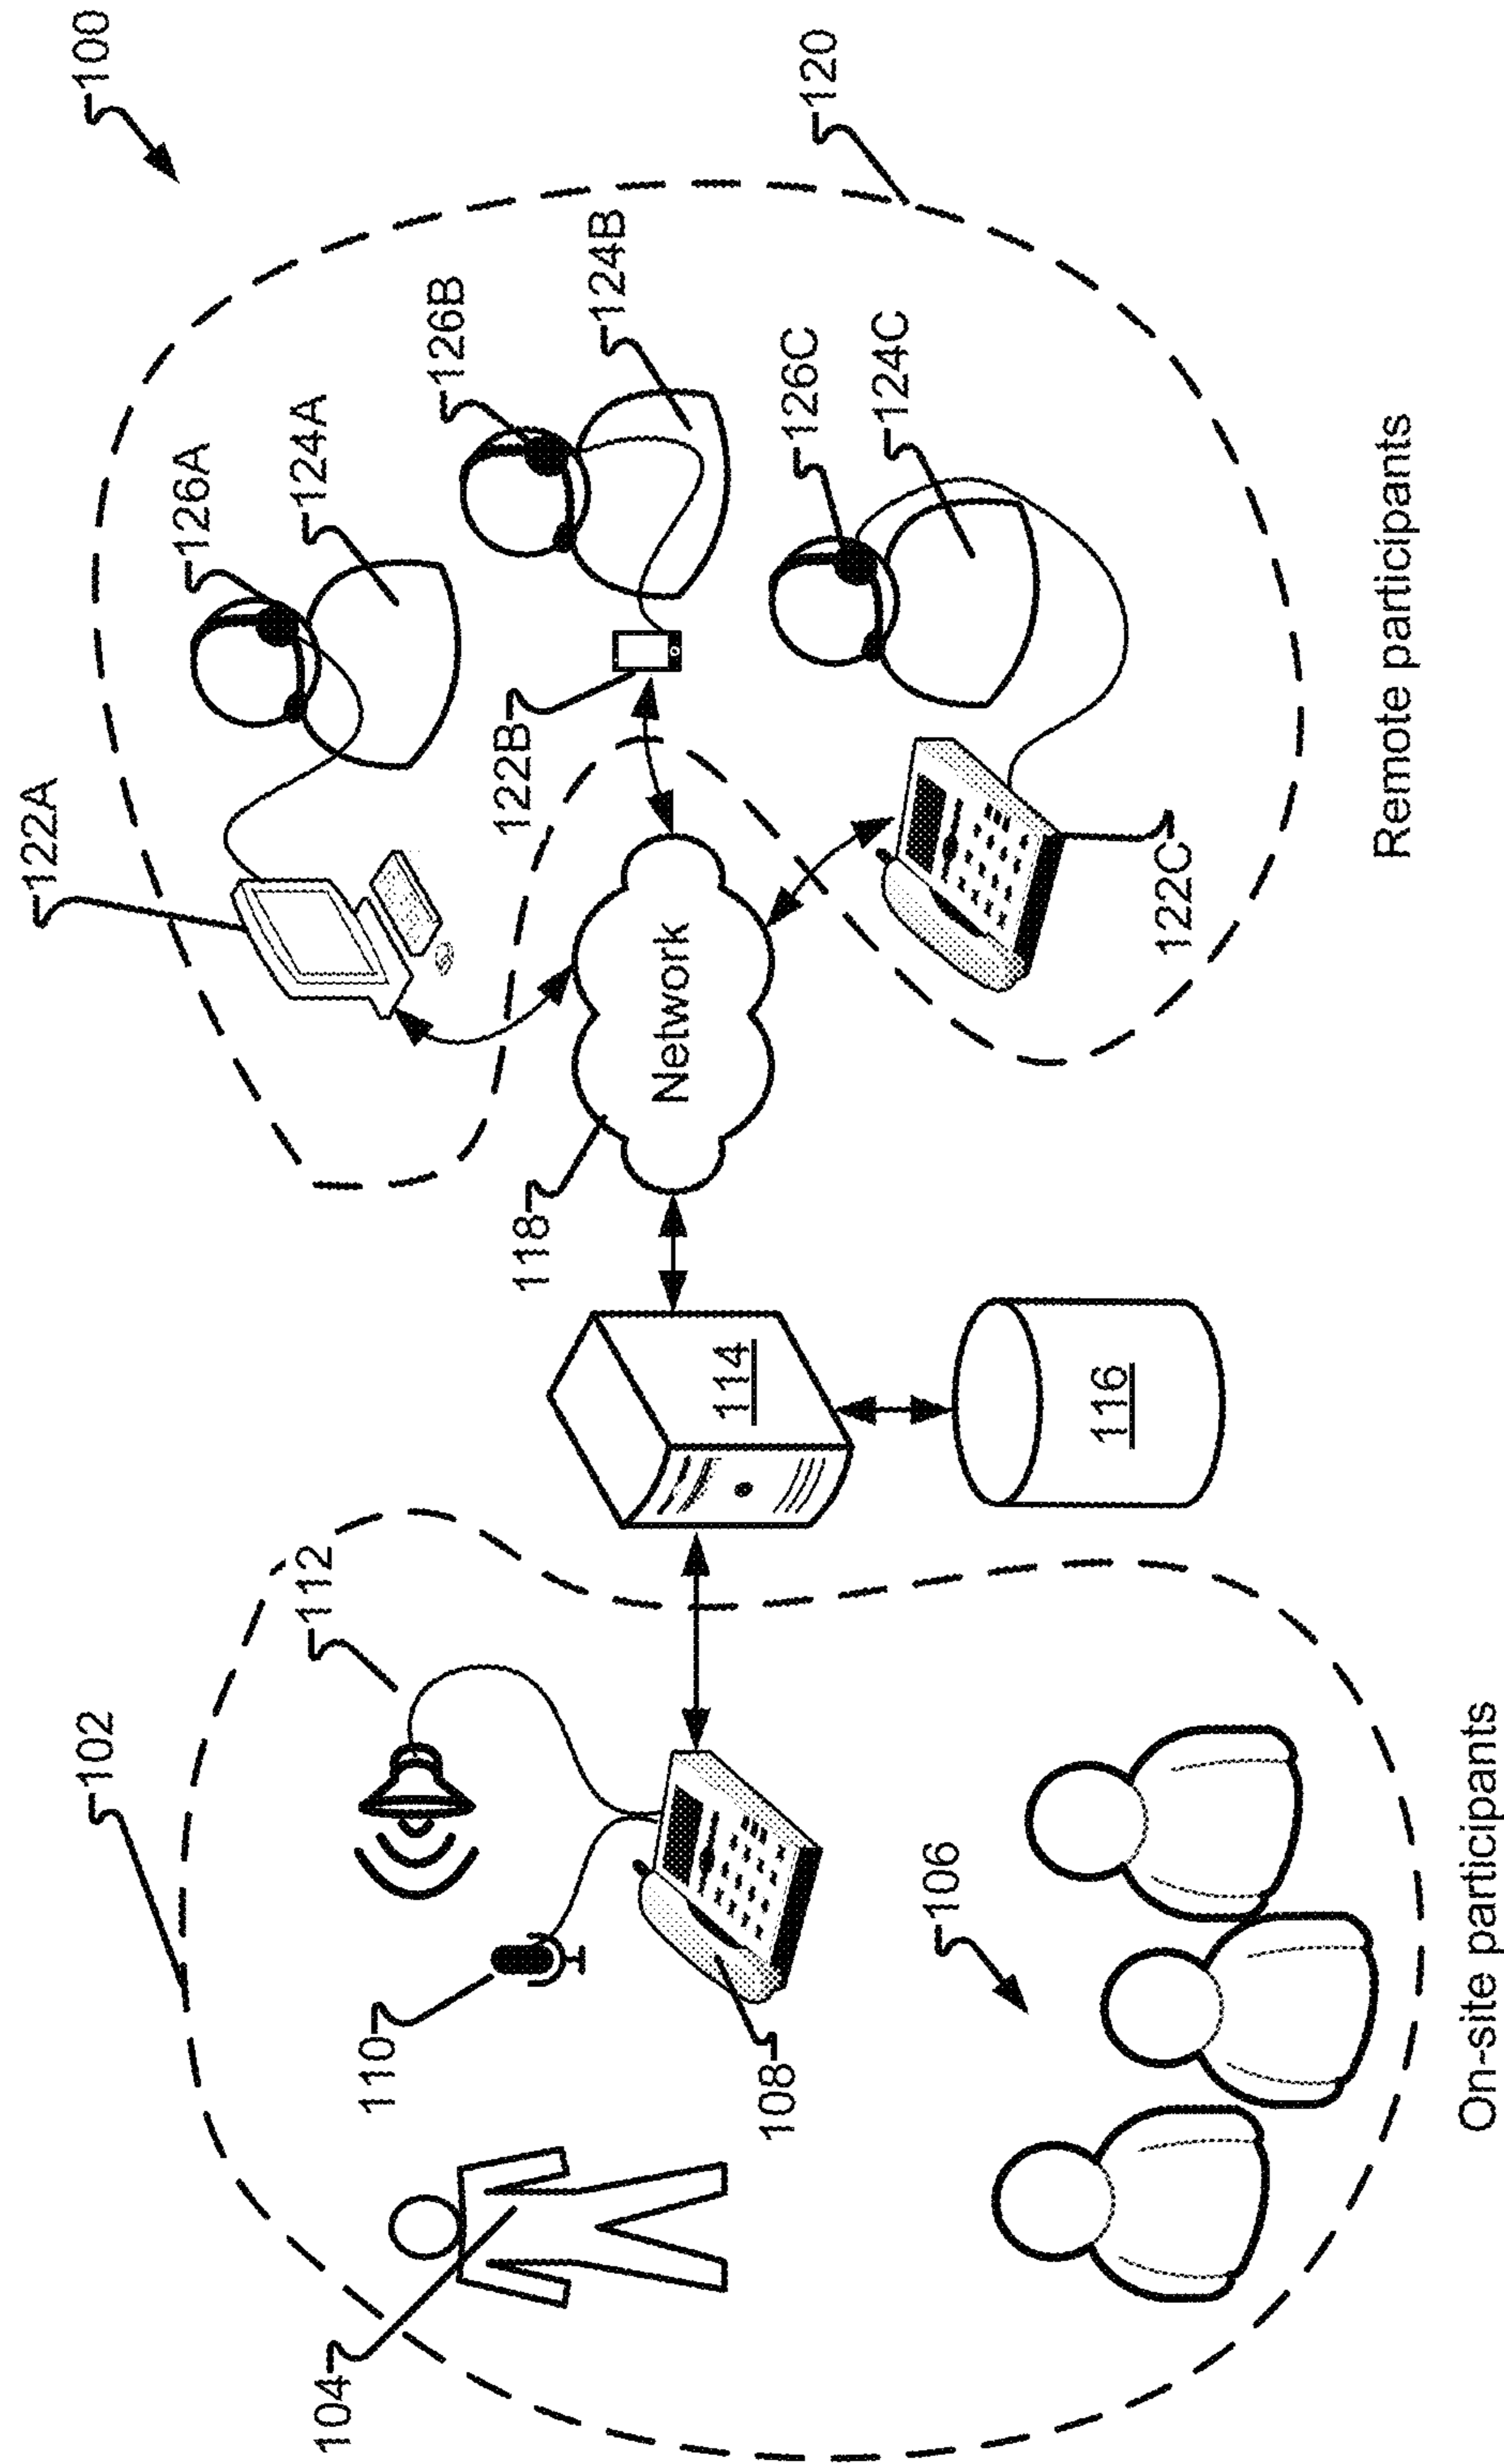 100
102
104
106
108
110
112
114
116
118
Network
120
122A
122B
122C
124A
124B
124C
126A
126B
126C
On-site participants
Remote participants